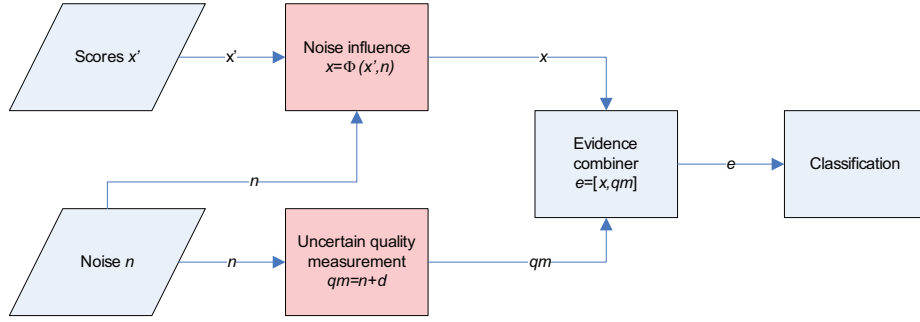 Scores x’
x’
Noise influence
x=Φ (x’,n)
x
n
Evidence
combiner
e=[x,qm]
e
Classification
Noise n
n
Uncertain quality
measurement
qm=n+d
qm